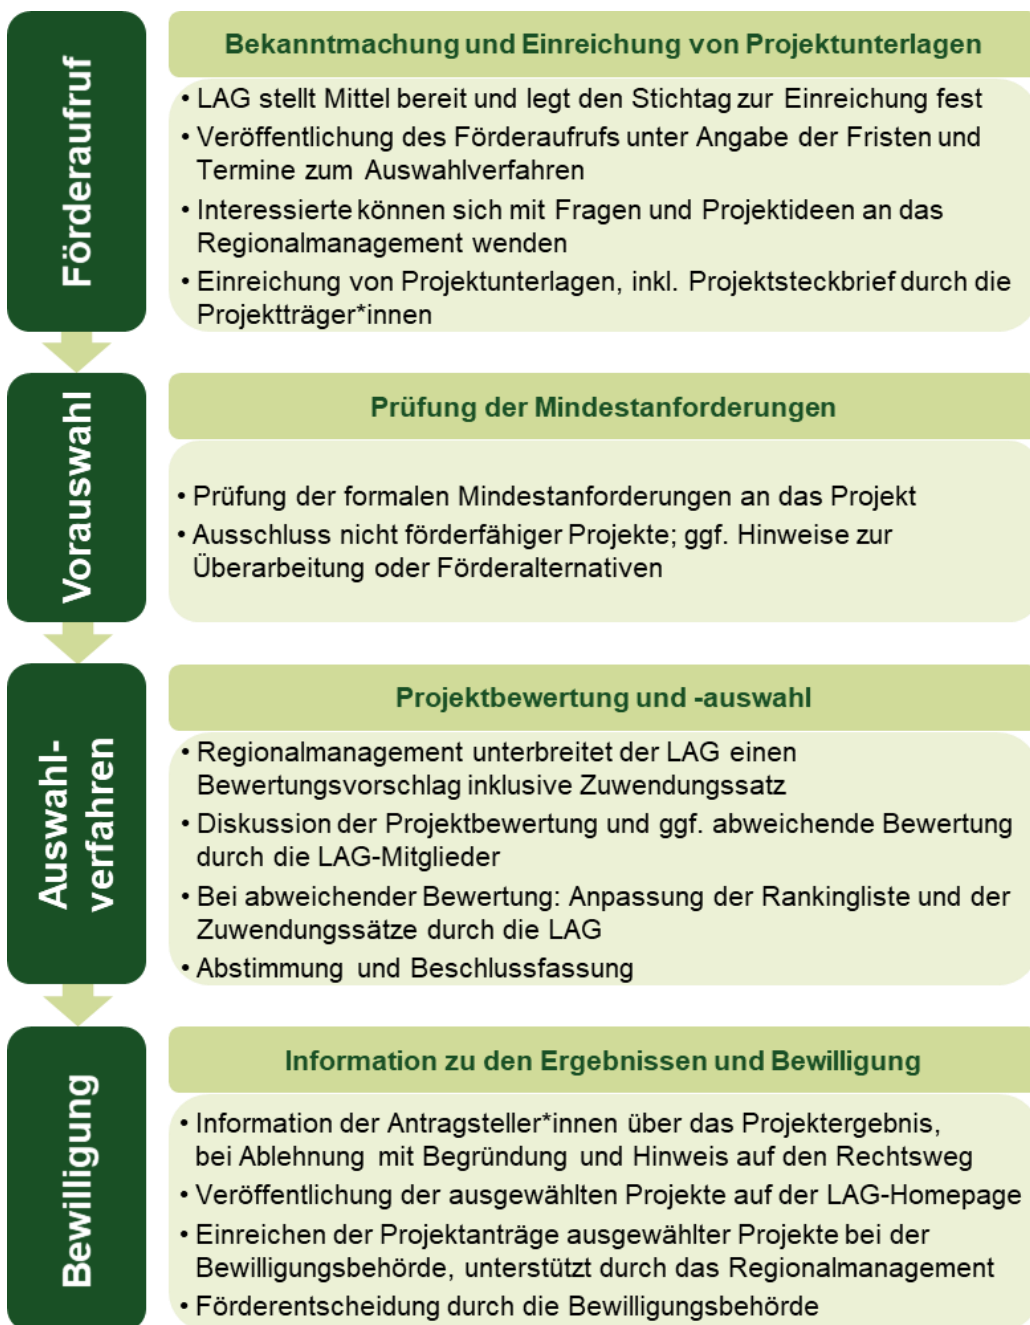 Förderaufruf
Bekanntmachung und Einreichung von Projektunterlagen
• LAG stellt Mittel bereit und legt den Stichtag zur Einreichung fest
• Veröffentlichung des Förderaufrufs unter Angabe der Fristen und
Termine zum Auswahlverfahren
• Interessierte können sich mit Fragen und Projektideen an das
Regionalmanagement wenden
• Einreichung von Projektunterlagen, inkl. Projektsteckbrief durch die
Projektträger*innen
Vorauswahl
Prüfung der Mindestanforderungen
• Prüfung der formalen Mindestanforderungen an das Projekt
• Ausschluss nicht förderfähiger Projekte; ggf. Hinweise zur
Überarbeitung oder Förderalternativen
Auswahl-
verfahren
Projektbewertung und -auswahl
• Regionalmanagement unterbreitet der LAG einen
Bewertungsvorschlag inklusive Zuwendungssatz
• Diskussion der Projektbewertung und ggf. abweichende Bewertung
durch die LAG-Mitglieder
• Bei abweichender Bewertung: Anpassung der Rankingliste und der
Zuwendungssätze durch die LAG
• Abstimmung und Beschlussfassung
Bewilligung
Information zu den Ergebnissen und Bewilligung
• Information der Antragsteller*innen über das Projektergebnis,
bei Ablehnung mit Begründung und Hinweis auf den Rechtsweg
• Veröffentlichung der ausgewählten Projekte auf der LAG-Homepage
• Einreichen der Projektanträge ausgewählter Projekte bei der
Bewilligungsbehörde, unterstützt durch das Regionalmanagement
• Förderentscheidung durch die Bewilligungsbehörde